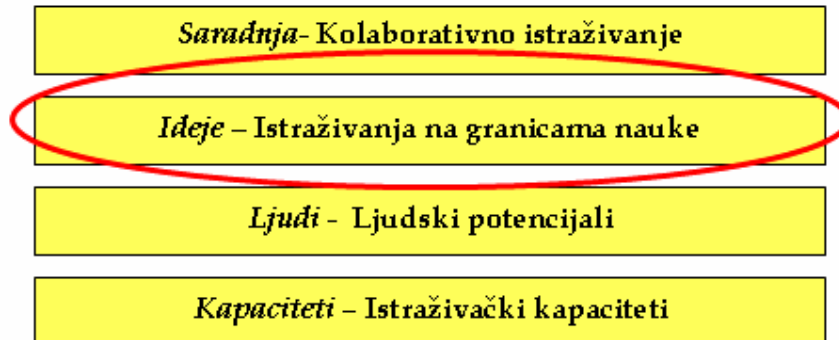 Saradnja- Kolaborativno istraživanje
Ideje – Istraživanja na granicama nauke
Ljudi - Ljudski potencijali
Kapaciteti – Istraživački kapaciteti